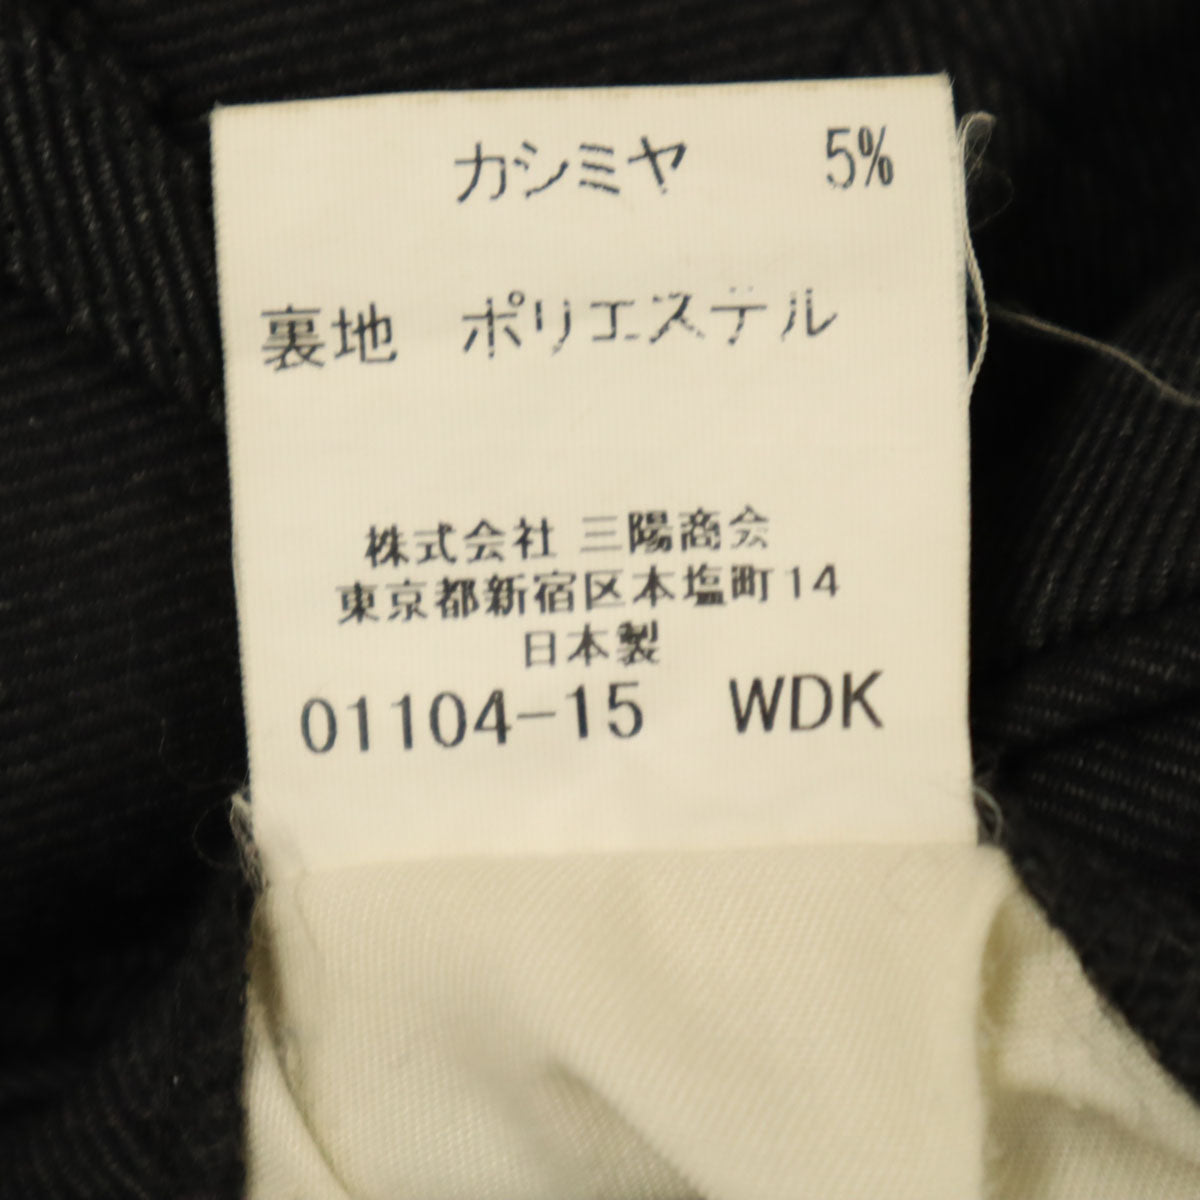 カシミヤ 5%
裏地 ポリエステル
株式会社 三陽商会
東京都新宿区本塩町14
日本製
01104-15 WDK